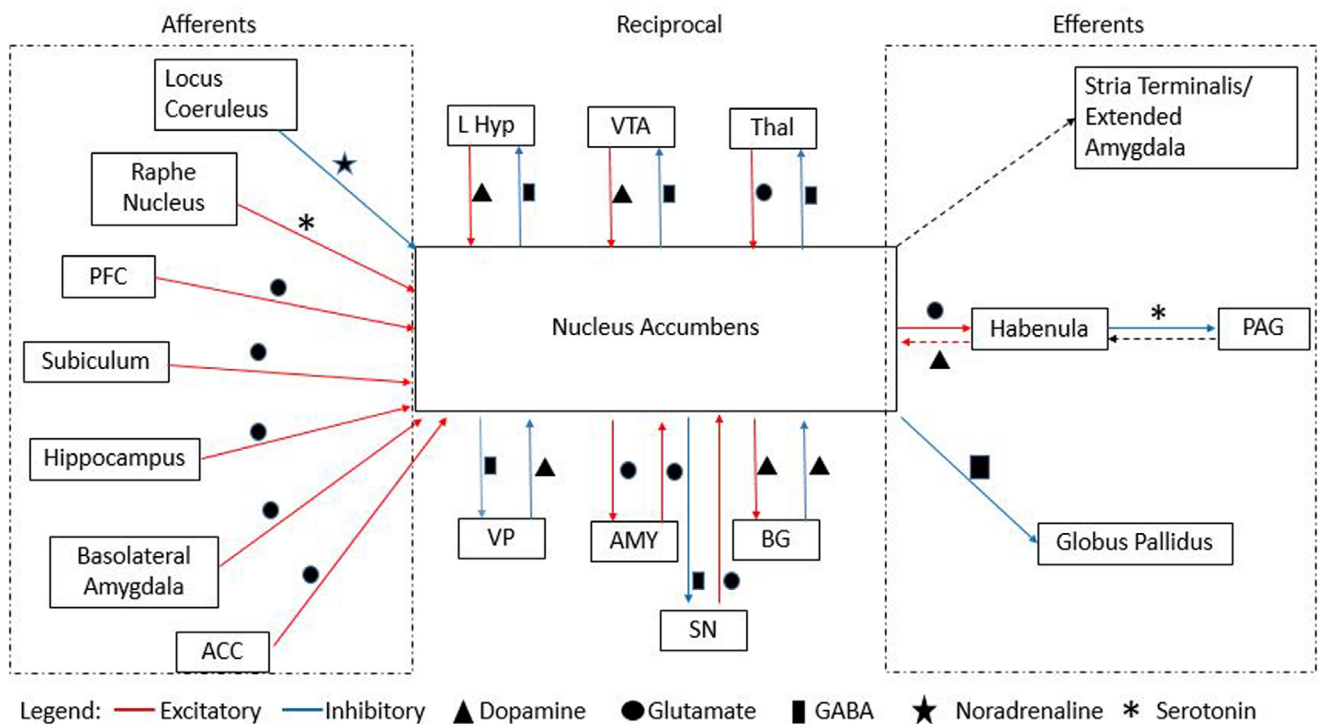 Afferents
Reciprocal
Efferents
Locus
Coeruleus
Raphe
Nucleus
PFC
Subiculum
Hippocampus
Basolateral
Amygdala
ACC
L Hyp
VTA
Thal
Nucleus Accumbens
VP
AMY
BG
SN
Stria Terminalis/
Extended
Amygdala
Habenula
PAG
Globus Pallidus
Legend: Excitatory Inhibitory Dopamine Glutamate GABA Noradrenaline Serotonin